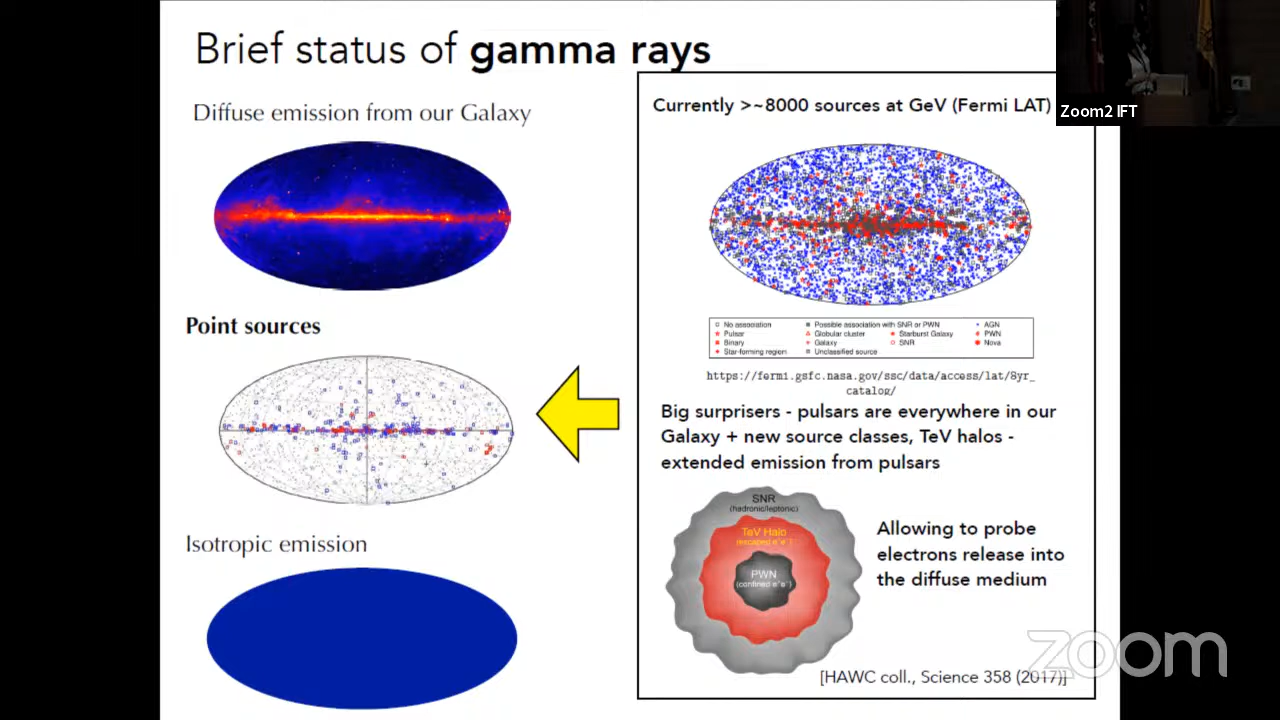 Brief status of gamma rays
Diffuse emission from our Galaxy
Point sources
Isotropic emission
Currently >~8000 sources at GeV (Fermi LAT)
No association
Possible association with SNR or PWN
AGN
Pulsar
Globular cluster
Starburst Galaxy
PWN
Binary
Galaxy
SNR
Nova
Star-forming region
Unclassified source
https://fermi.gsfc.nasa.gov/ssc/data/access/lat/8yr_
catalog/
Big surprisers - pulsars are everywhere in our
Galaxy + new source classes, TeV halos -
extended emission from pulsars
SNR
(hadronic/leptonic)
TeV Halo
(escaped e⁺e⁻)
PWN
(confined e⁺e⁻)
Allowing to probe
electrons release into
the diffuse medium
[HAWC coll., Science 358 (2017)]
Zoom2 IFT
zoom